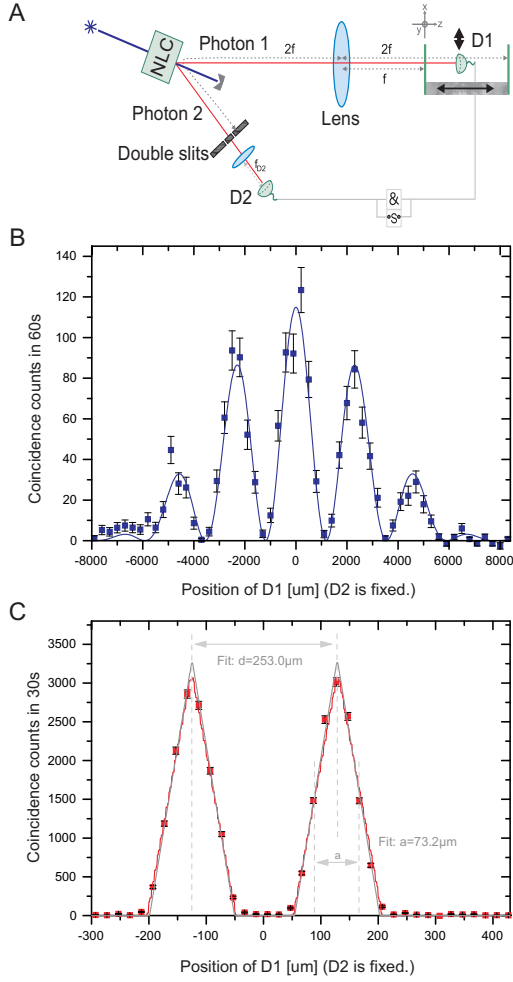 A
Photon 1
2f
2f
D1
x
y
z
NLC
f
Photon 2
Lens
Double slits
f D2
D2
&
"S"
B
140
120
100
80
60
40
20
0
Coincidence counts in 60s
-8000 -6000 -4000 -2000 0 2000 4000 6000 8000
Position of D1 [um] (D2 is fixed.)
C
3500
3000
2500
2000
1500
1000
500
0
Coincidence counts in 30s
Fit: d=253.0µm
Fit: a=73.2µm
a
-300 -200 -100 0 100 200 300 400
Position of D1 [um] (D2 is fixed.)